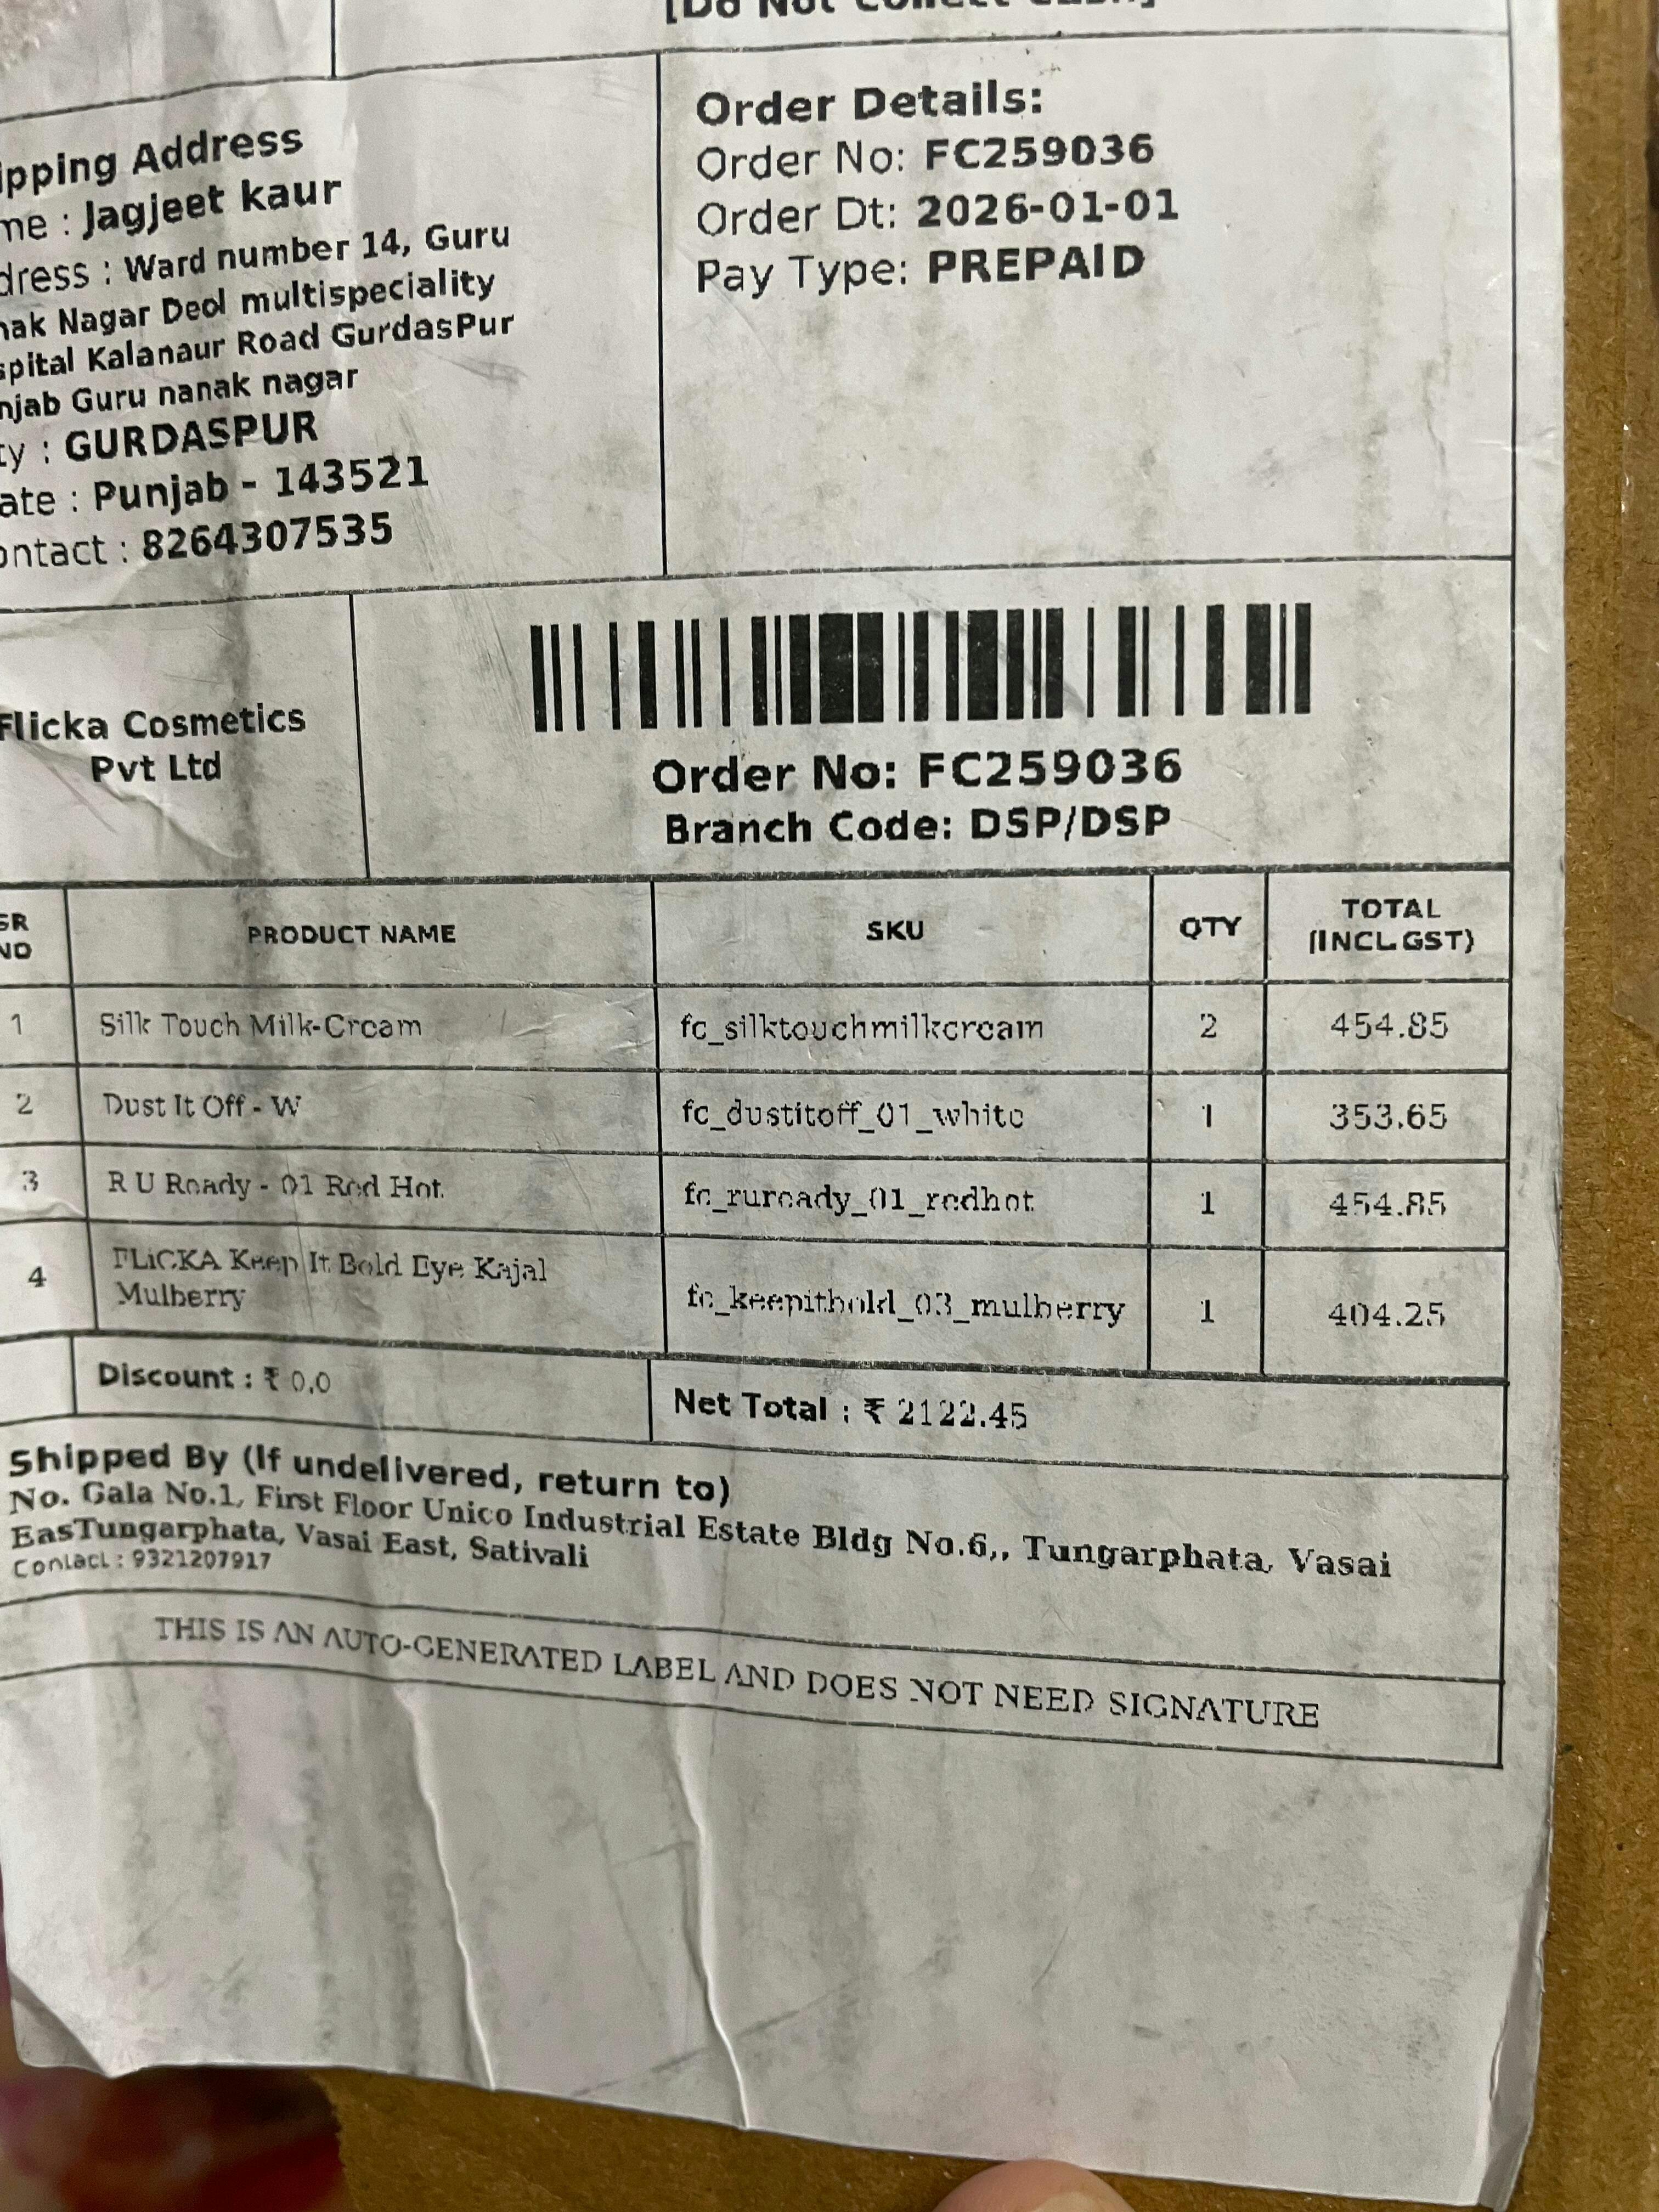 [Do Not Collect Cash]
ipping Address
me : Jagjeet kaur
dress : Ward number 14, Guru
nak Nagar Deol multispeciality
spital Kalanaur Road GurdasPur
njab Guru nanak nagar
ty : GURDASPUR
ate : Punjab - 143521
ontact : 8264307535
Order Details:
Order No: FC259036
Order Dt: 2026-01-01
Pay Type: PREPAID
Flicka Cosmetics
Pvt Ltd
Order No: FC259036
Branch Code: DSP/DSP
SR NO PRODUCT NAME SKU QTY TOTAL (INCL.GST)
1 Silk Touch Milk-Cream fc_silktouchmilkcream 2 454.85
2 Dust It Off - W fc_dustitoff_01_white 1 353.65
3 R U Ready - 01 Red Hot fc_ruready_01_redhot 1 454.85
4 FLiCKA Keep It Bold Eye Kajal Mulberry fc_keepitbold_03_mulberry 1 404.25
Discount : ₹ 0.0 Net Total : ₹ 2122.45
Shipped By (If undelivered, return to)
No. Gala No.1, First Floor Unico Industrial Estate Bldg No.6,, Tungarphata, Vasai
EasTungarphata, Vasai East, Sativali
Contact : 9321207917
THIS IS AN AUTO-GENERATED LABEL AND DOES NOT NEED SIGNATURE